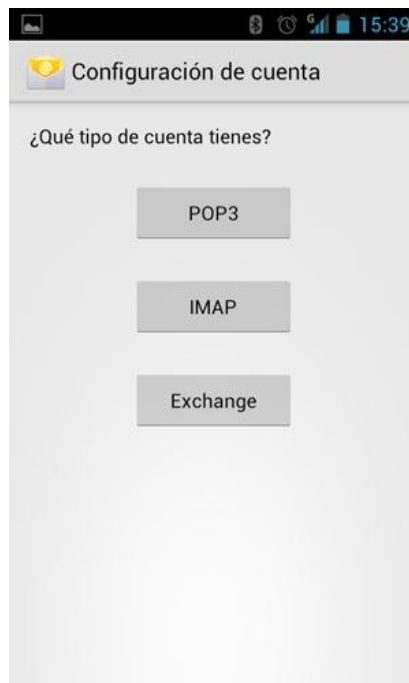 15:39
Configuración de cuenta
¿Qué tipo de cuenta tienes?
POP3
IMAP
Exchange